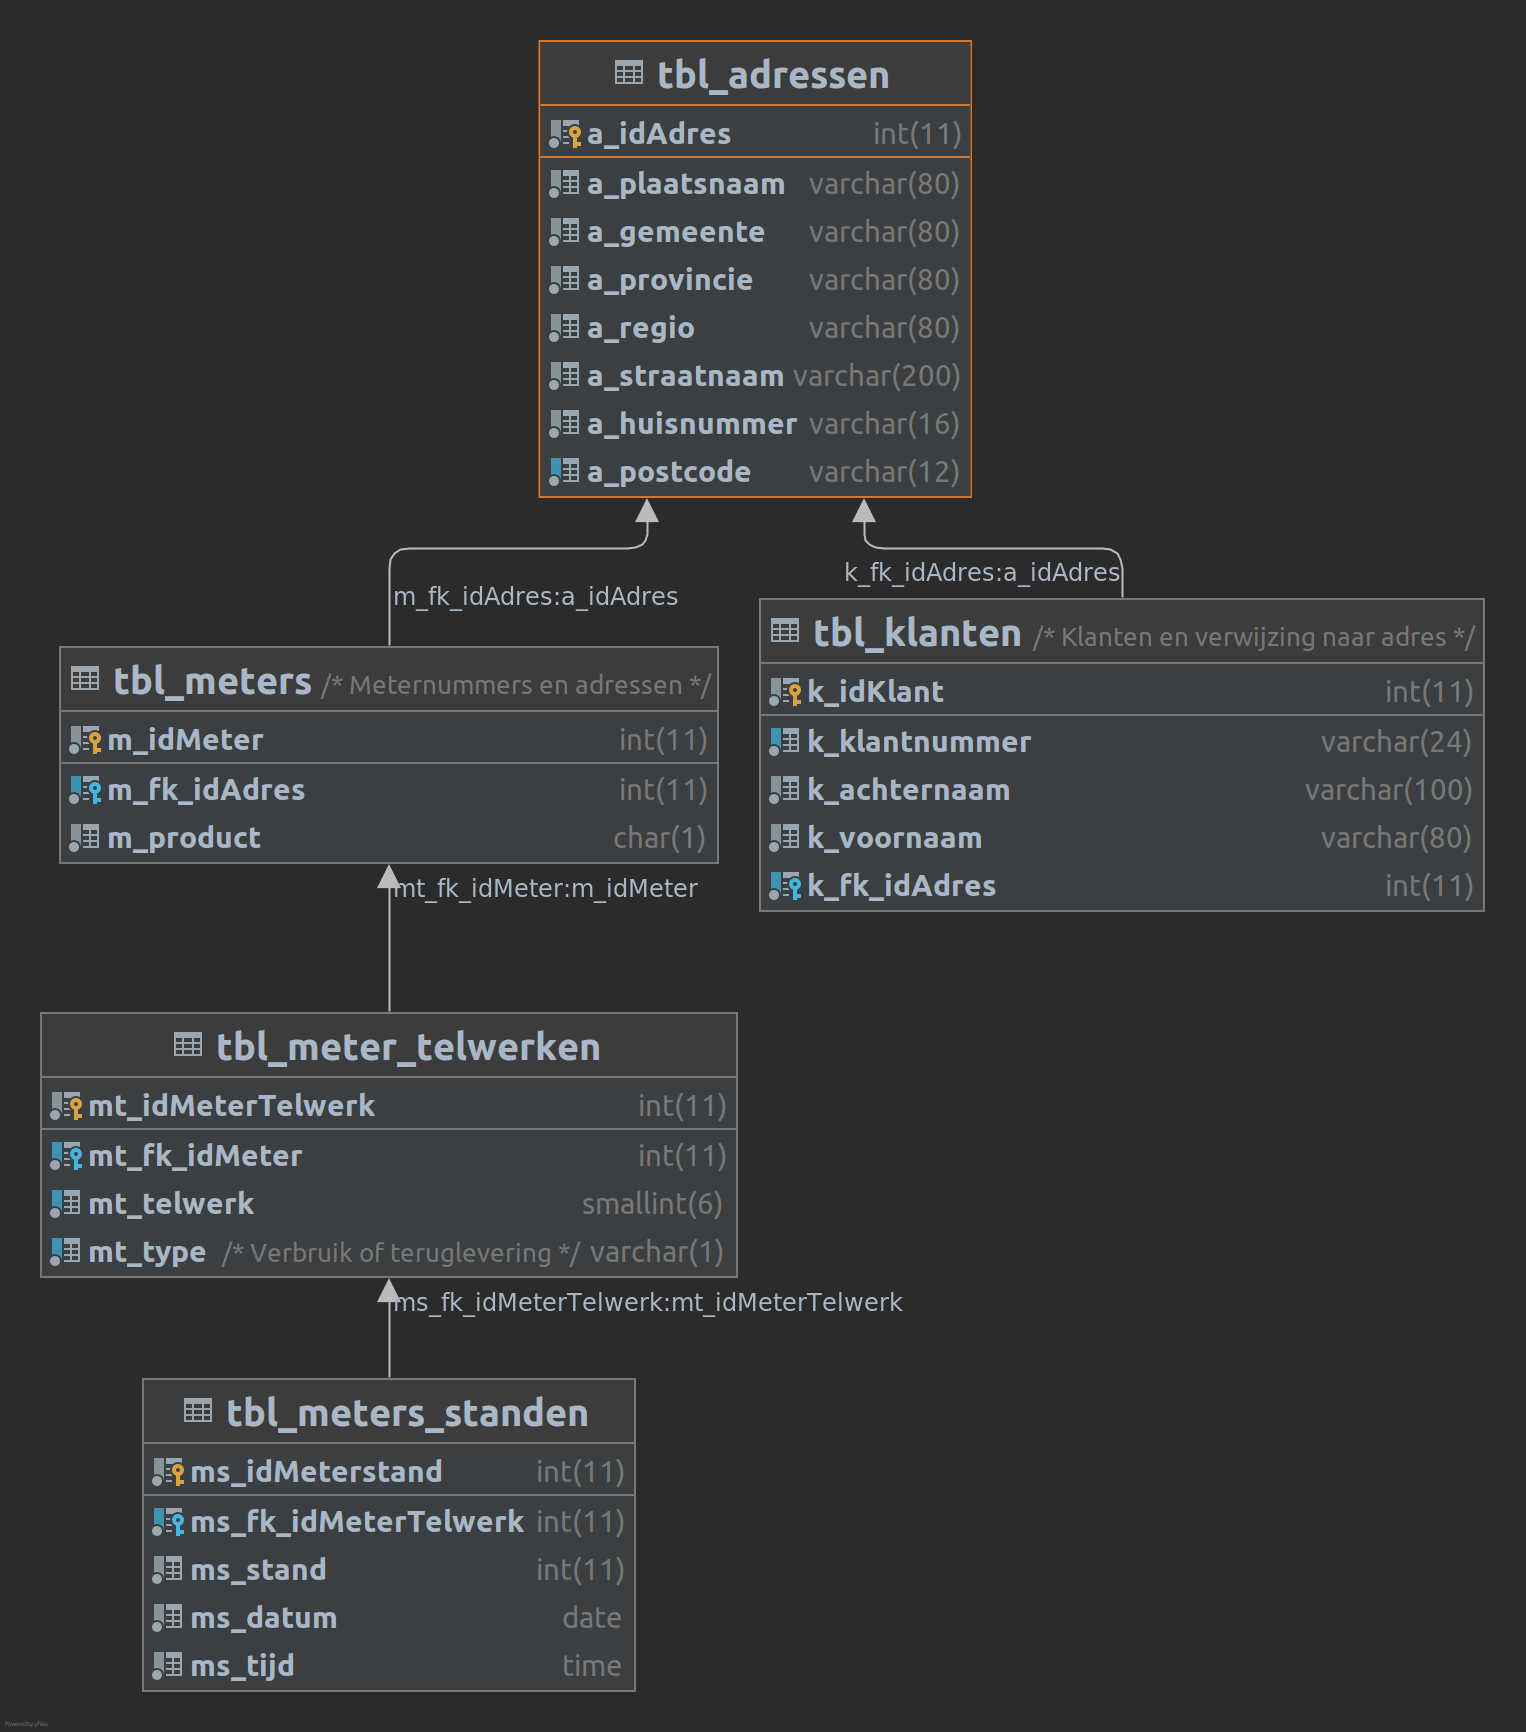 tbl_adressen
a_idAdres int(11)
a_plaatsnaam varchar(80)
a_gemeente varchar(80)
a_provincie varchar(80)
a_regio varchar(80)
a_straatnaam varchar(200)
a_huisnummer varchar(16)
a_postcode varchar(12)
m_fk_idAdres:a_idAdres
k_fk_idAdres:a_idAdres
tbl_meters /* Meternummers en adressen */
m_idMeter int(11)
m_fk_idAdres int(11)
m_product char(1)
tbl_klanten /* Klanten en verwijzing naar adres */
k_idKlant int(11)
k_klantnummer varchar(24)
k_achternaam varchar(100)
k_voornaam varchar(80)
k_fk_idAdres int(11)
mt_fk_idMeter:m_idMeter
tbl_meter_telwerken
mt_idMeterTelwerk int(11)
mt_fk_idMeter int(11)
mt_telwerk smallint(6)
mt_type /* Verbruik of teruglevering */ varchar(1)
ms_fk_idMeterTelwerk:mt_idMeterTelwerk
tbl_meters_standen
ms_idMeterstand int(11)
ms_fk_idMeterTelwerk int(11)
ms_stand int(11)
ms_datum date
ms_tijd time
Powered by yFiles